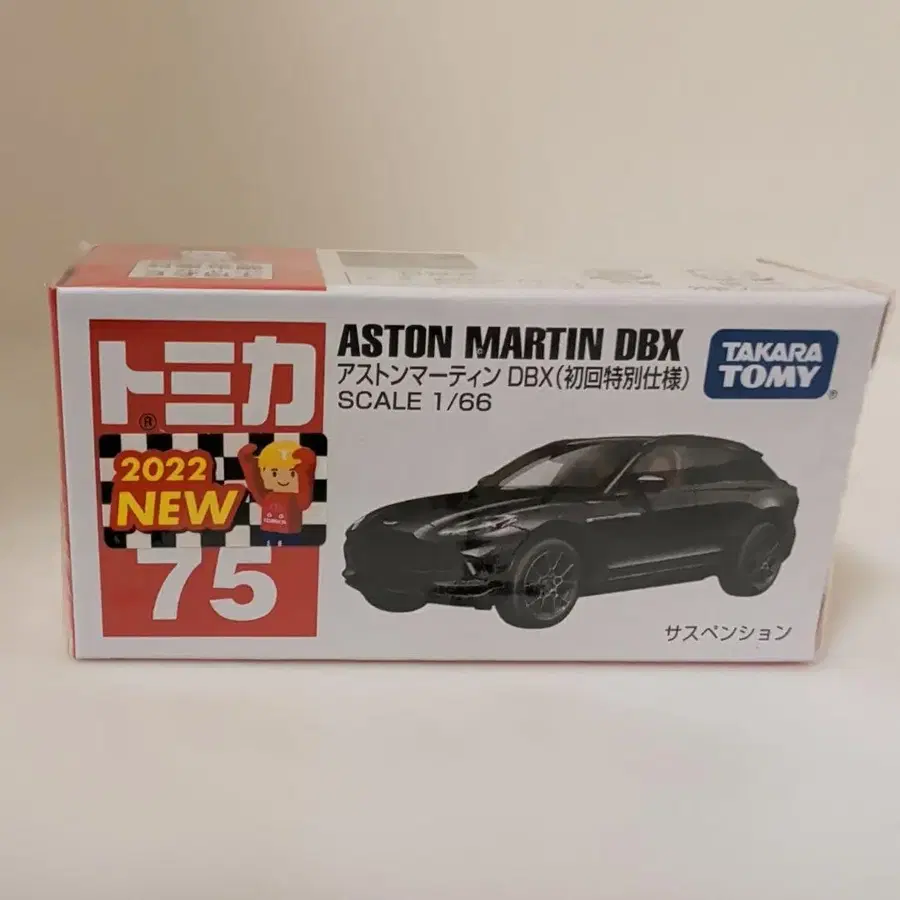 トミカ
®
2022
NEW
75
ASTON MARTIN DBX
アストンマーティン DBX(初回特別仕様)
SCALE 1/66
TAKARA
TOMY
®
サスペンション